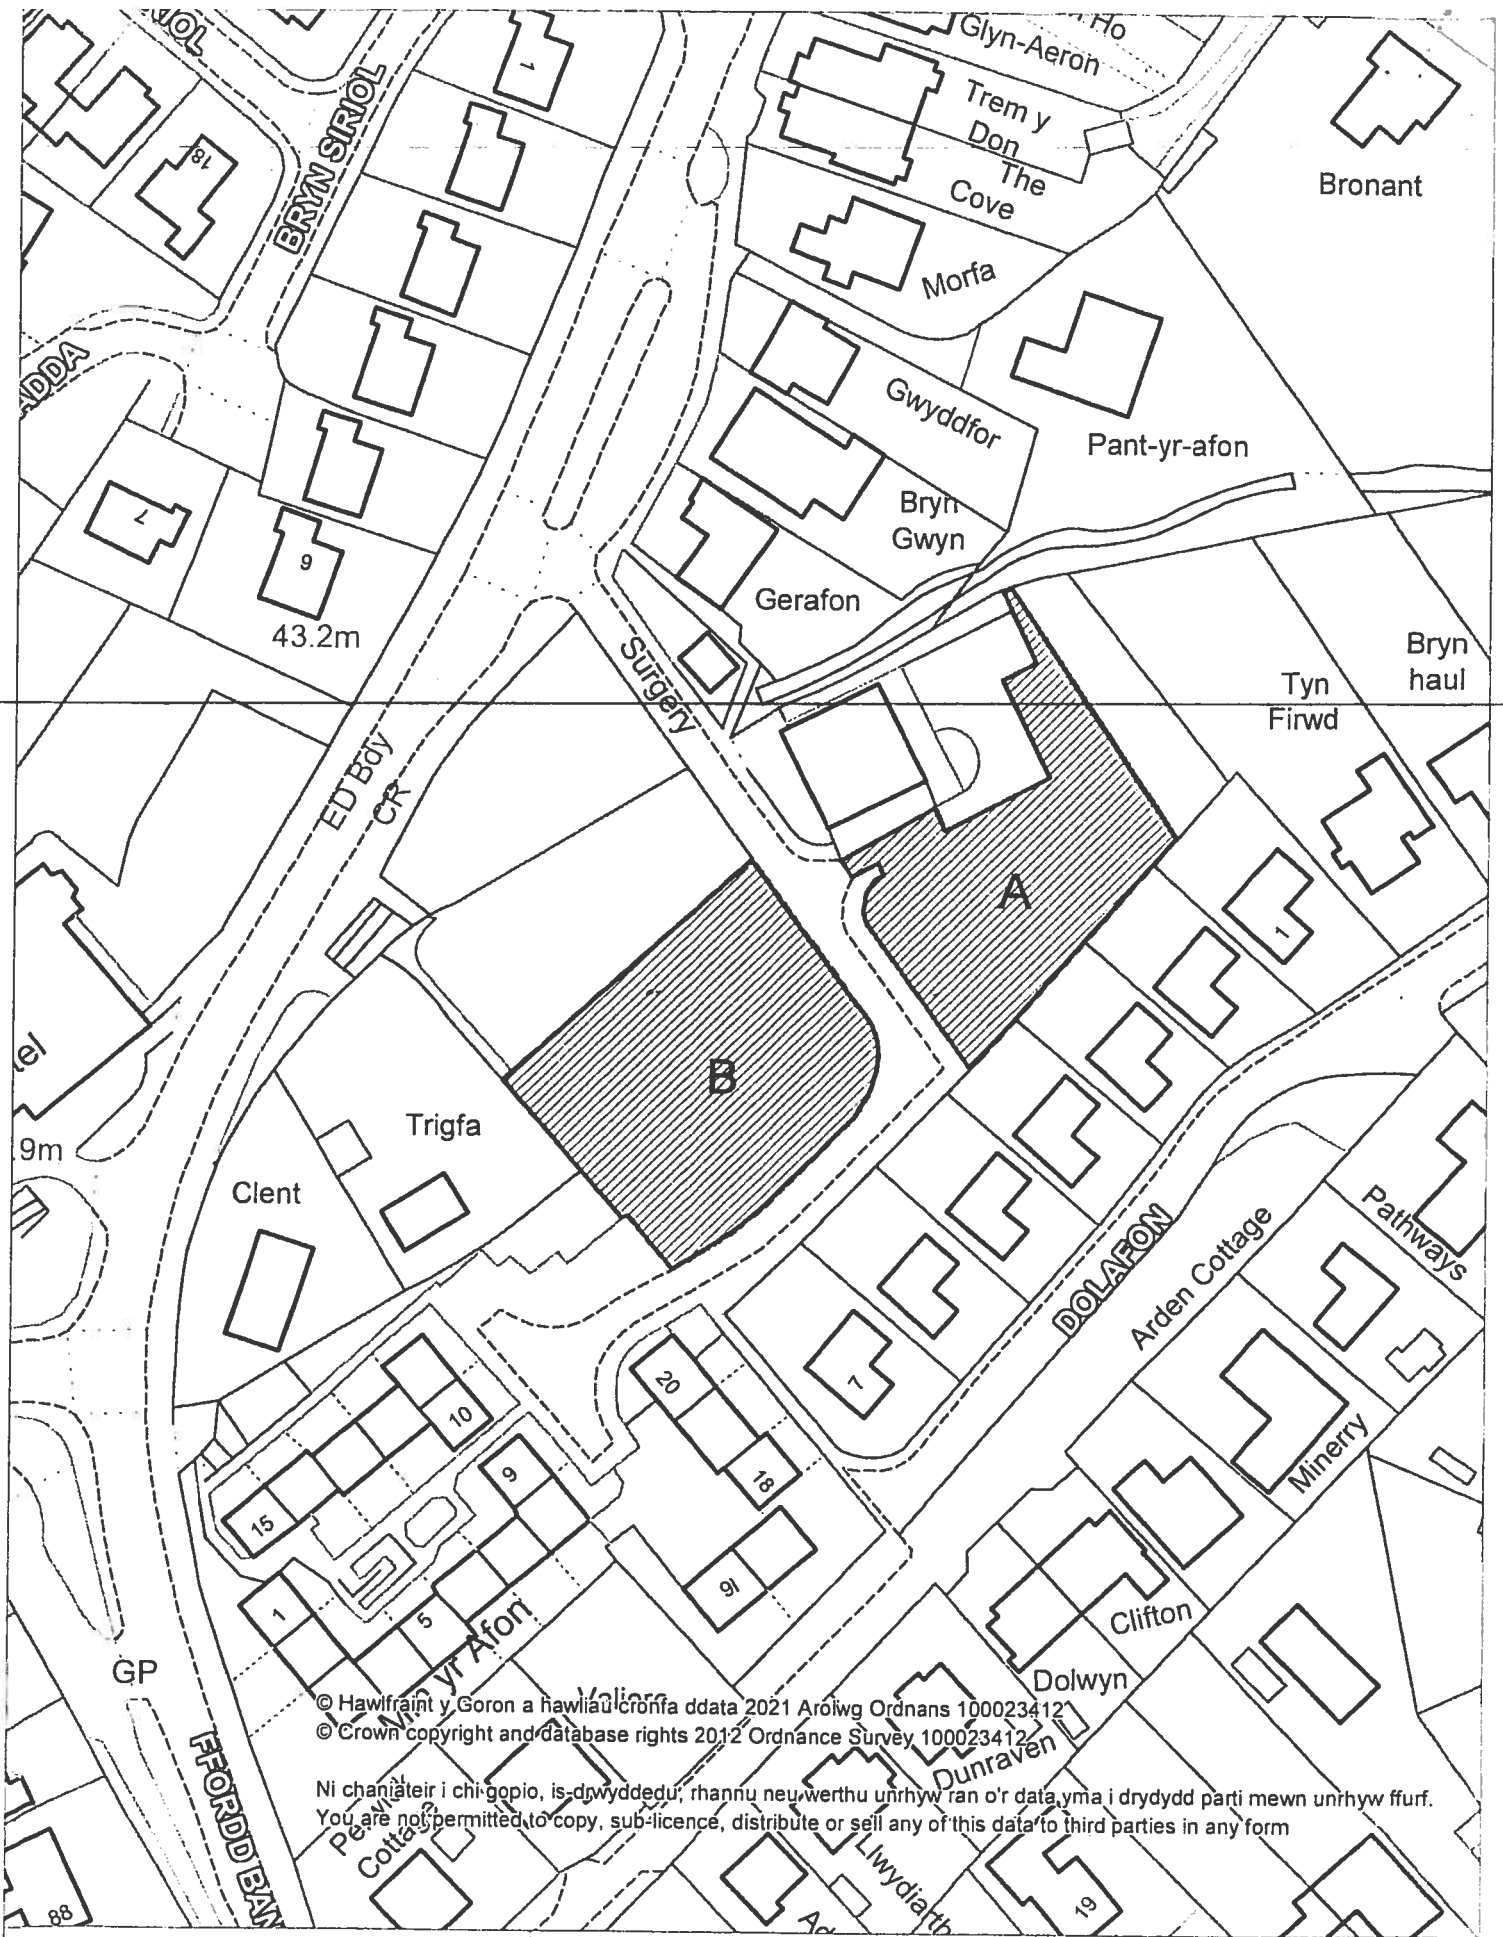 Glyn-Aeron
Trem y
Don
The
Cove
Bronant
BRYN SIRIOL
1
18
Morfa
Gwyddfor
Pant-yr-afon
Bryn
Gwyn
Gerafon
7
9
43.2m
Surgery
Tyn
Firwd
Bryn
haul
ED Bdy
CR
A
1
B
Trigfa
Clent
9m
Pathways
Arden Cottage
DOLAFON
7
20
10
9
18
15
Minerry
1
5
Clifton
Dolwyn
GP
© Hawlfraint y Goron a hawliau cronfa ddata 2021 Arolwg Ordnans 100023412
© Crown copyright and database rights 2012 Ordnance Survey 100023412
Dunraven
Ni chaniateir i chi gopio, is-drwyddedu, rhannu neu werthu unrhyw ran o'r data yma i drydydd parti mewn unrhyw ffurf.
You are not permitted to copy, sub-licence, distribute or sell any of this data to third parties in any form
Cottage
Llwydiarth
FFORDD BAN
88
19